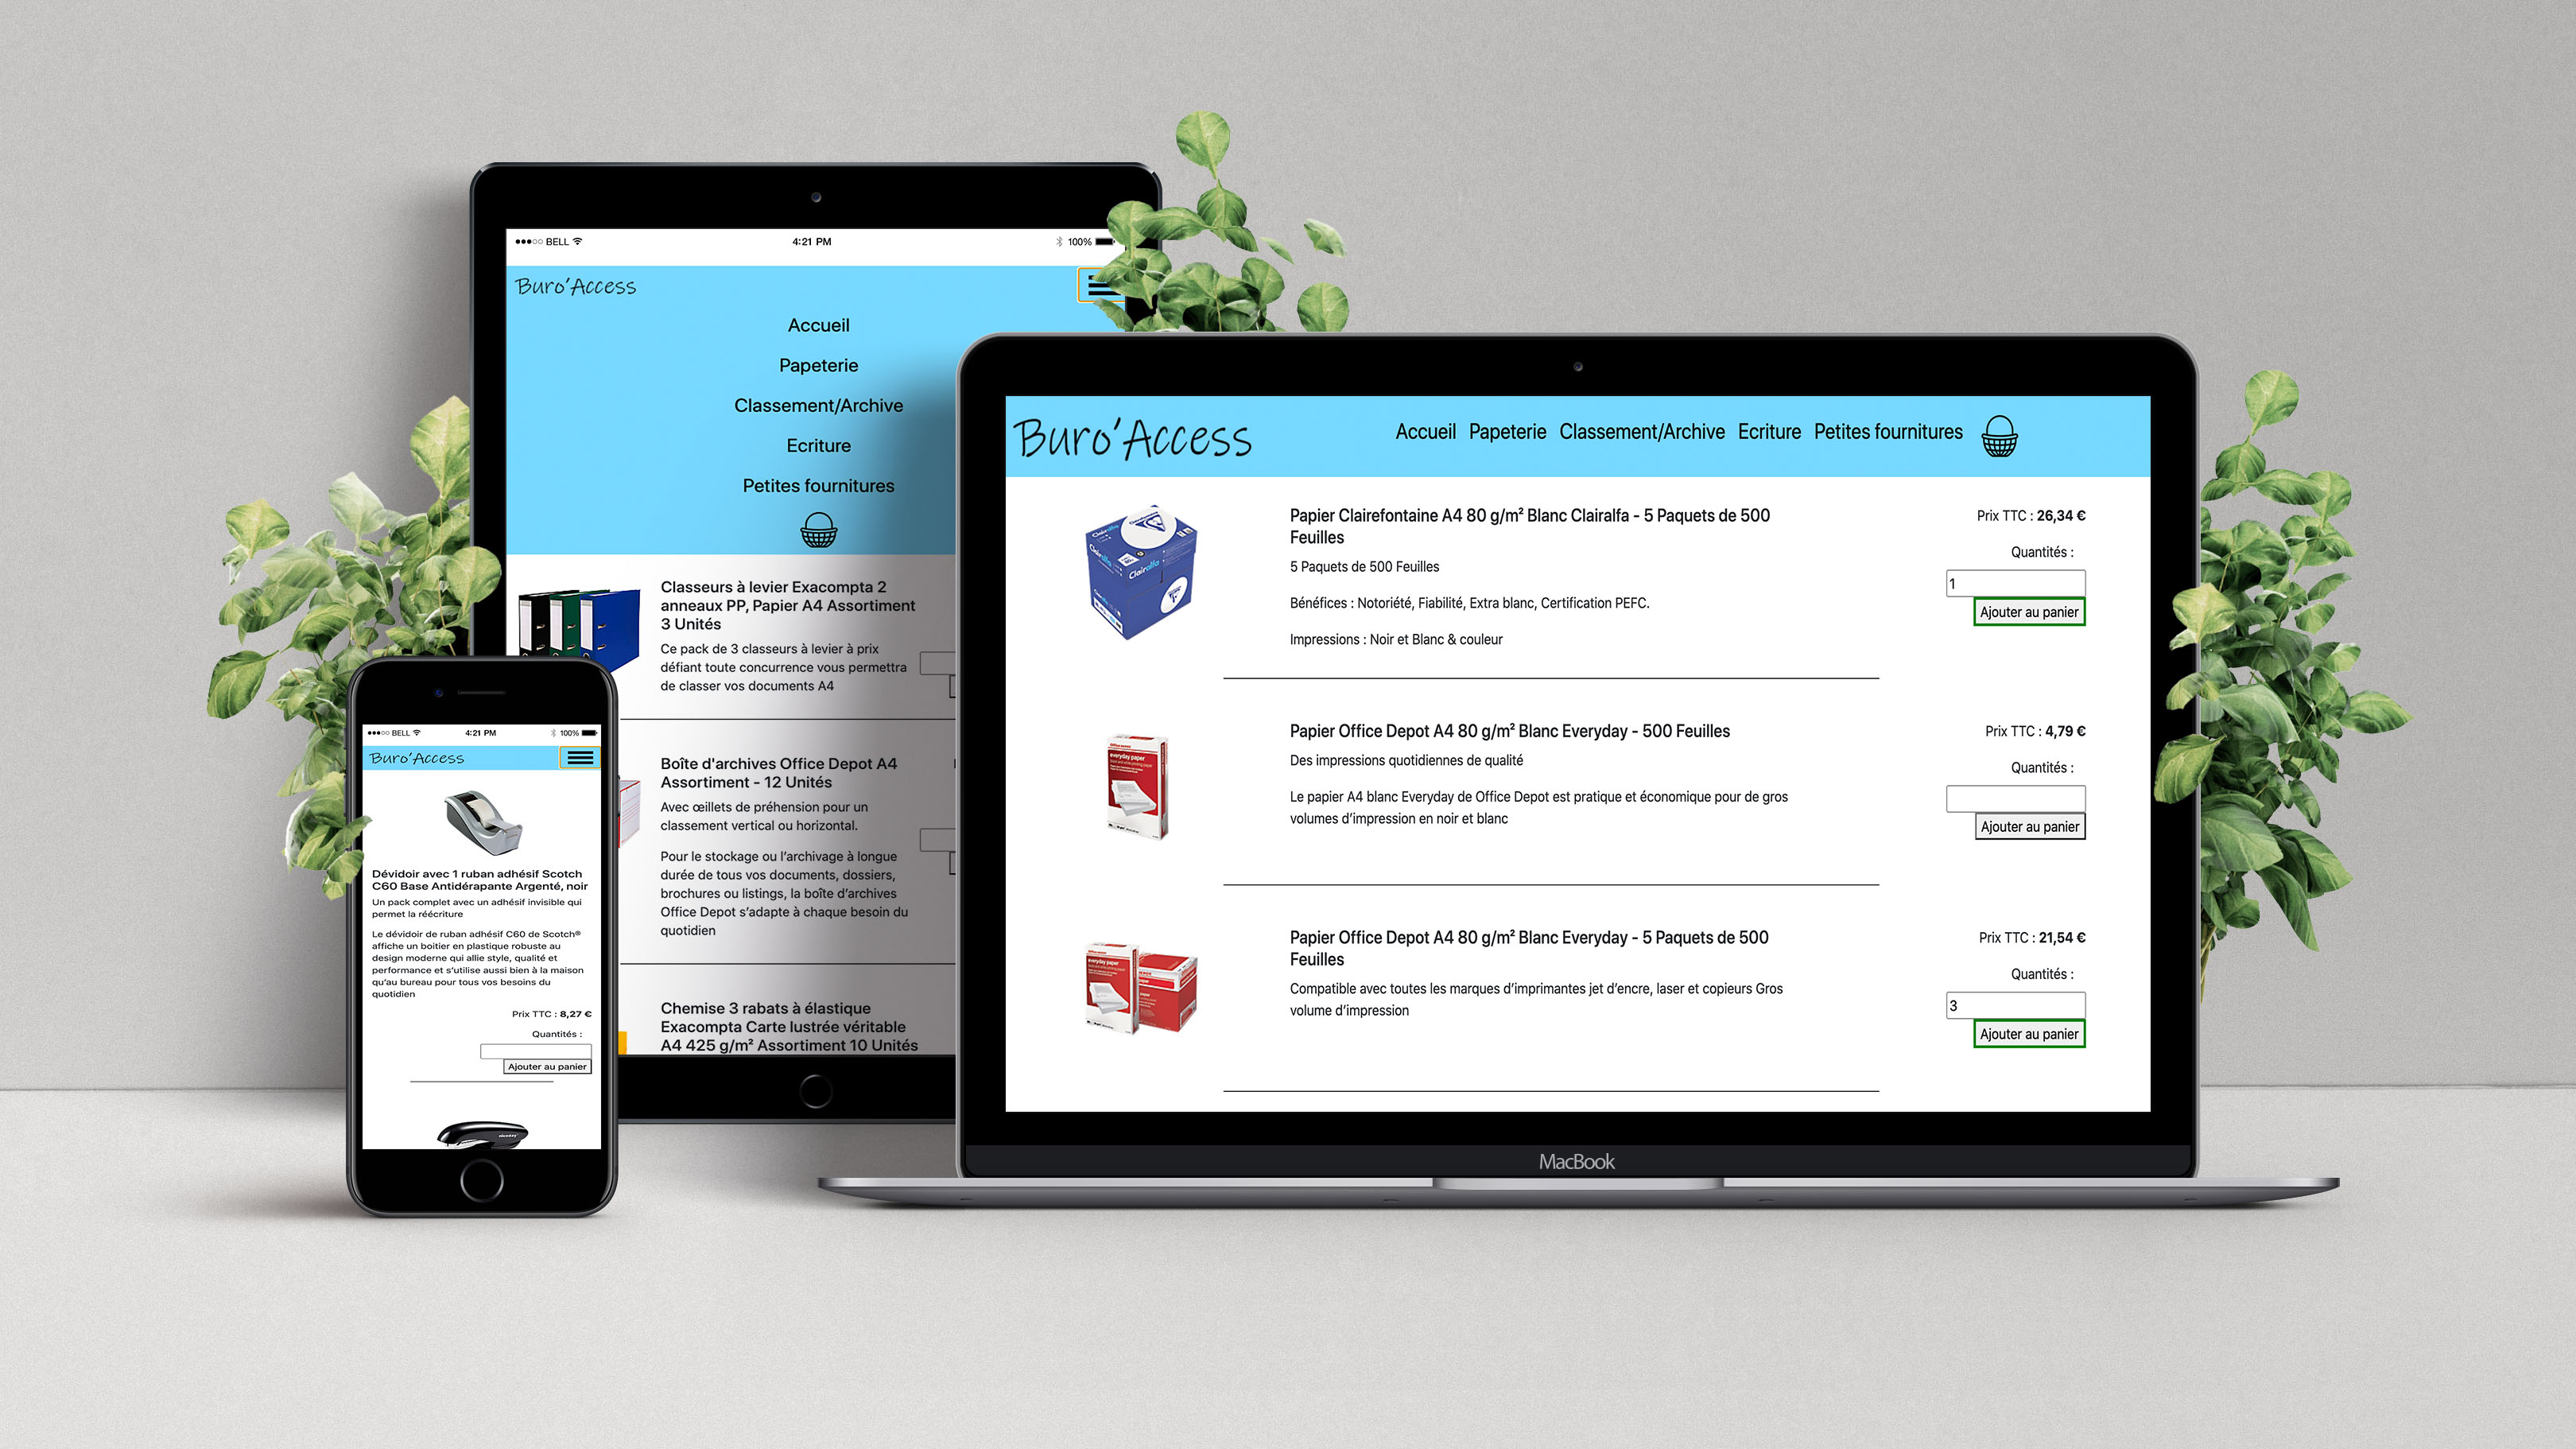 BELL
4:21 PM
100%
Buro'Access
Accueil
Papeterie
Classement/Archive
Ecriture
Petites fournitures
Classeurs à levier Exacompta 2
anneaux PP, Papier A4 Assortiment
3 Unités
Ce pack de 3 classeurs à levier à prix
défiant toute concurrence vous permettra
de classer vos documents A4
Boîte d'archives Office Depot A4
Assortiment - 12 Unités
Avec œillets de préhension pour un
classement vertical ou horizontal.
Pour le stockage ou l’archivage à longue
durée de tous vos documents, dossiers,
brochures ou listings, la boîte d’archives
Office Depot s’adapte à chaque besoin du
quotidien
Chemise 3 rabats à élastique
Exacompta Carte lustrée véritable
A4 425 g/m² Assortiment 10 Unités
BELL
4:21 PM
100%
Buro'Access
Dévidoir avec 1 ruban adhésif Scotch
C60 Base Antidérapante Argenté, noir
Un pack complet avec un adhésif invisible qui
permet la réécriture
Le dévidoir de ruban adhésif C60 de Scotch®
affiche un boitier en plastique robuste au
design moderne qui allie style, qualité et
performance et s’utilise aussi bien à la maison
qu’au bureau pour tous vos besoins du
quotidien
Prix TTC : 8,27 €
Quantités :
Ajouter au panier
Buro'Access
Accueil Papeterie Classement/Archive Ecriture Petites fournitures
Clairefontaine
Clairalfa
Clairalfa
Papier Clairefontaine A4 80 g/m² Blanc Clairalfa - 5 Paquets de 500
Feuilles
5 Paquets de 500 Feuilles
Bénéfices : Notoriété, Fiabilité, Extra blanc, Certification PEFC.
Impressions : Noir et Blanc & couleur
Prix TTC : 26,34 €
Quantités :
1
Ajouter au panier
everyday paper
Papier Office Depot A4 80 g/m² Blanc Everyday - 500 Feuilles
Des impressions quotidiennes de qualité
Le papier A4 blanc Everyday de Office Depot est pratique et économique pour de gros
volumes d’impression en noir et blanc
Prix TTC : 4,79 €
Quantités :
Ajouter au panier
everyday paper
Papier Office Depot A4 80 g/m² Blanc Everyday - 5 Paquets de 500
Feuilles
Compatible avec toutes les marques d’imprimantes jet d’encre, laser et copieurs Gros
volume d’impression
Prix TTC : 21,54 €
Quantités :
3
Ajouter au panier
MacBook